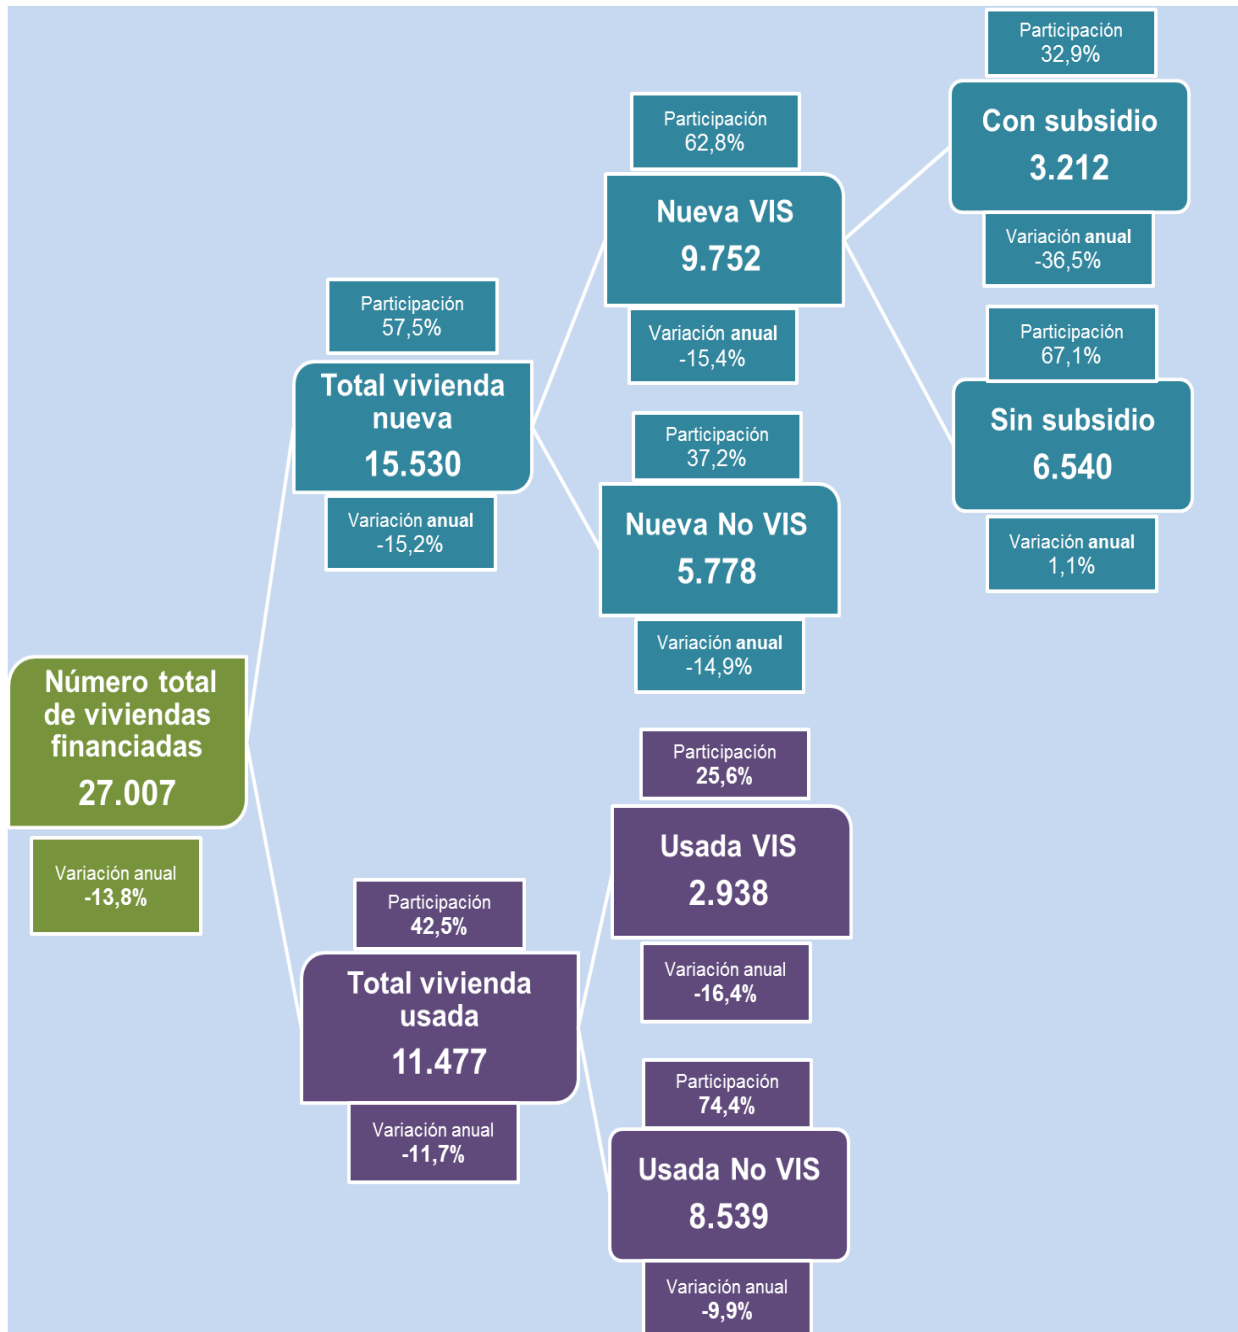 Participación
32,9%
Con subsidio
3.212
Variación anual
-36,5%
Participación
62,8%
Nueva VIS
9.752
Variación anual
-15,4%
Participación
67,1%
Sin subsidio
6.540
Variación anual
1,1%
Participación
57,5%
Total vivienda
nueva
15.530
Variación anual
-15,2%
Participación
37,2%
Nueva No VIS
5.778
Variación anual
-14,9%
Número total
de viviendas
financiadas
27.007
Variación anual
-13,8%
Participación
25,6%
Usada VIS
2.938
Variación anual
-16,4%
Participación
42,5%
Total vivienda
usada
11.477
Variación anual
-11,7%
Participación
74,4%
Usada No VIS
8.539
Variación anual
-9,9%